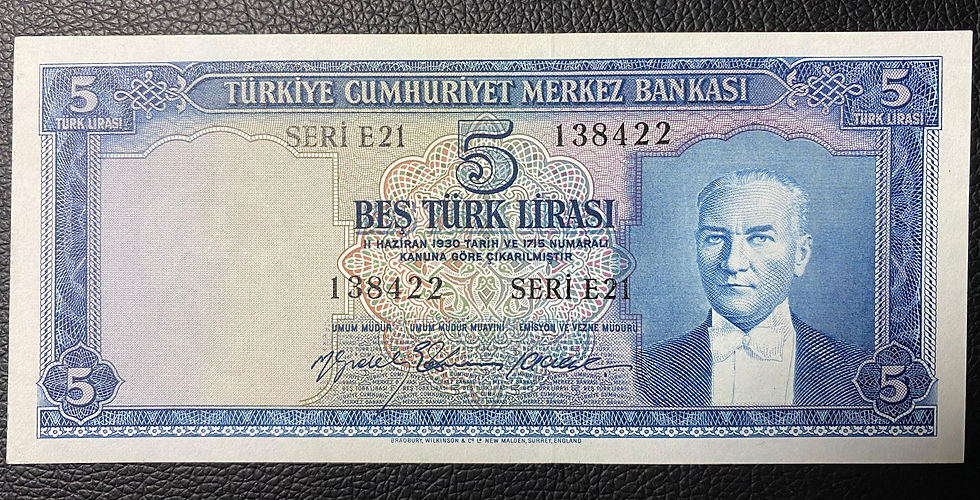 5 TÜRKİYE CUMHURİYET MERKEZ BANKASI 5
TÜRK LİRASI TÜRK LİRASI
SERİ E21 5 138422
BEŞ TÜRK LİRASI
11 HAZİRAN 1930 TARİH VE 1715 NUMARALI
KANUNA GÖRE ÇIKARILMIŞTIR
138422 SERİ E21
UMUM MÜDÜR UMUM MÜDÜR MUAVİNİ EMİSYON VE VEZNE MÜDÜRÜ
5 5
BRADBURY, WILKINSON & Cº Lᵈ NEW MALDEN, SURREY, ENGLAND